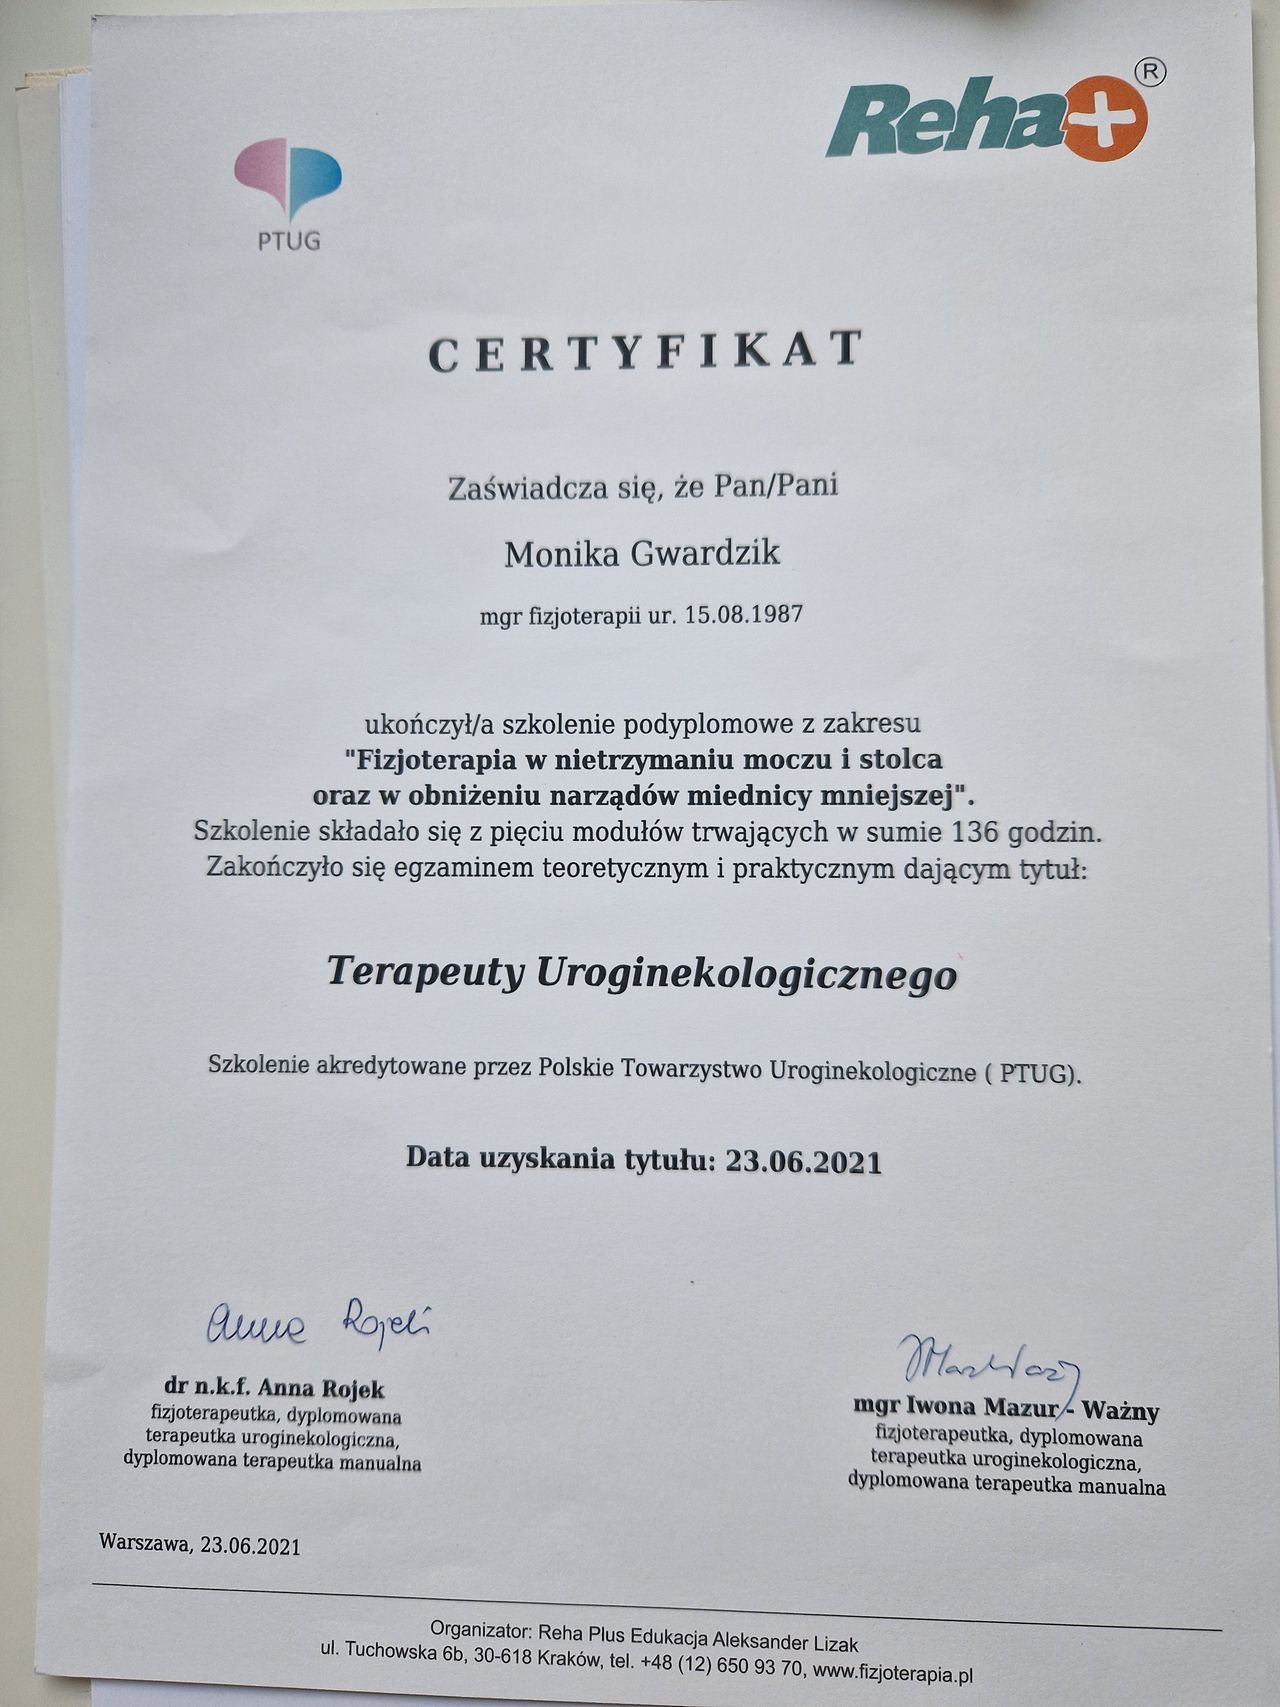 Reha+®
PTUG
CERTYFIKAT
Zaświadcza się, że Pan/Pani
Monika Gwardzik
mgr fizjoterapii ur. 15.08.1987
ukończył/a szkolenie podyplomowe z zakresu
"Fizjoterapia w nietrzymaniu moczu i stolca
oraz w obniżeniu narządów miednicy mniejszej".
Szkolenie składało się z pięciu modułów trwających w sumie 136 godzin.
Zakończyło się egzaminem teoretycznym i praktycznym dającym tytuł:
Terapeuty Uroginekologicznego
Szkolenie akredytowane przez Polskie Towarzystwo Uroginekologiczne ( PTUG).
Data uzyskania tytułu: 23.06.2021
Anna Rojek
dr n.k.f. Anna Rojek
fizjoterapeutka, dyplomowana
terapeutka uroginekologiczna,
dyplomowana terapeutka manualna
mgr Iwona Mazur - Ważny
fizjoterapeutka, dyplomowana
terapeutka uroginekologiczna,
dyplomowana terapeutka manualna
Warszawa, 23.06.2021
Organizator: Reha Plus Edukacja Aleksander Lizak
ul. Tuchowska 6b, 30-618 Kraków, tel. +48 (12) 650 93 70, www.fizjoterapia.pl